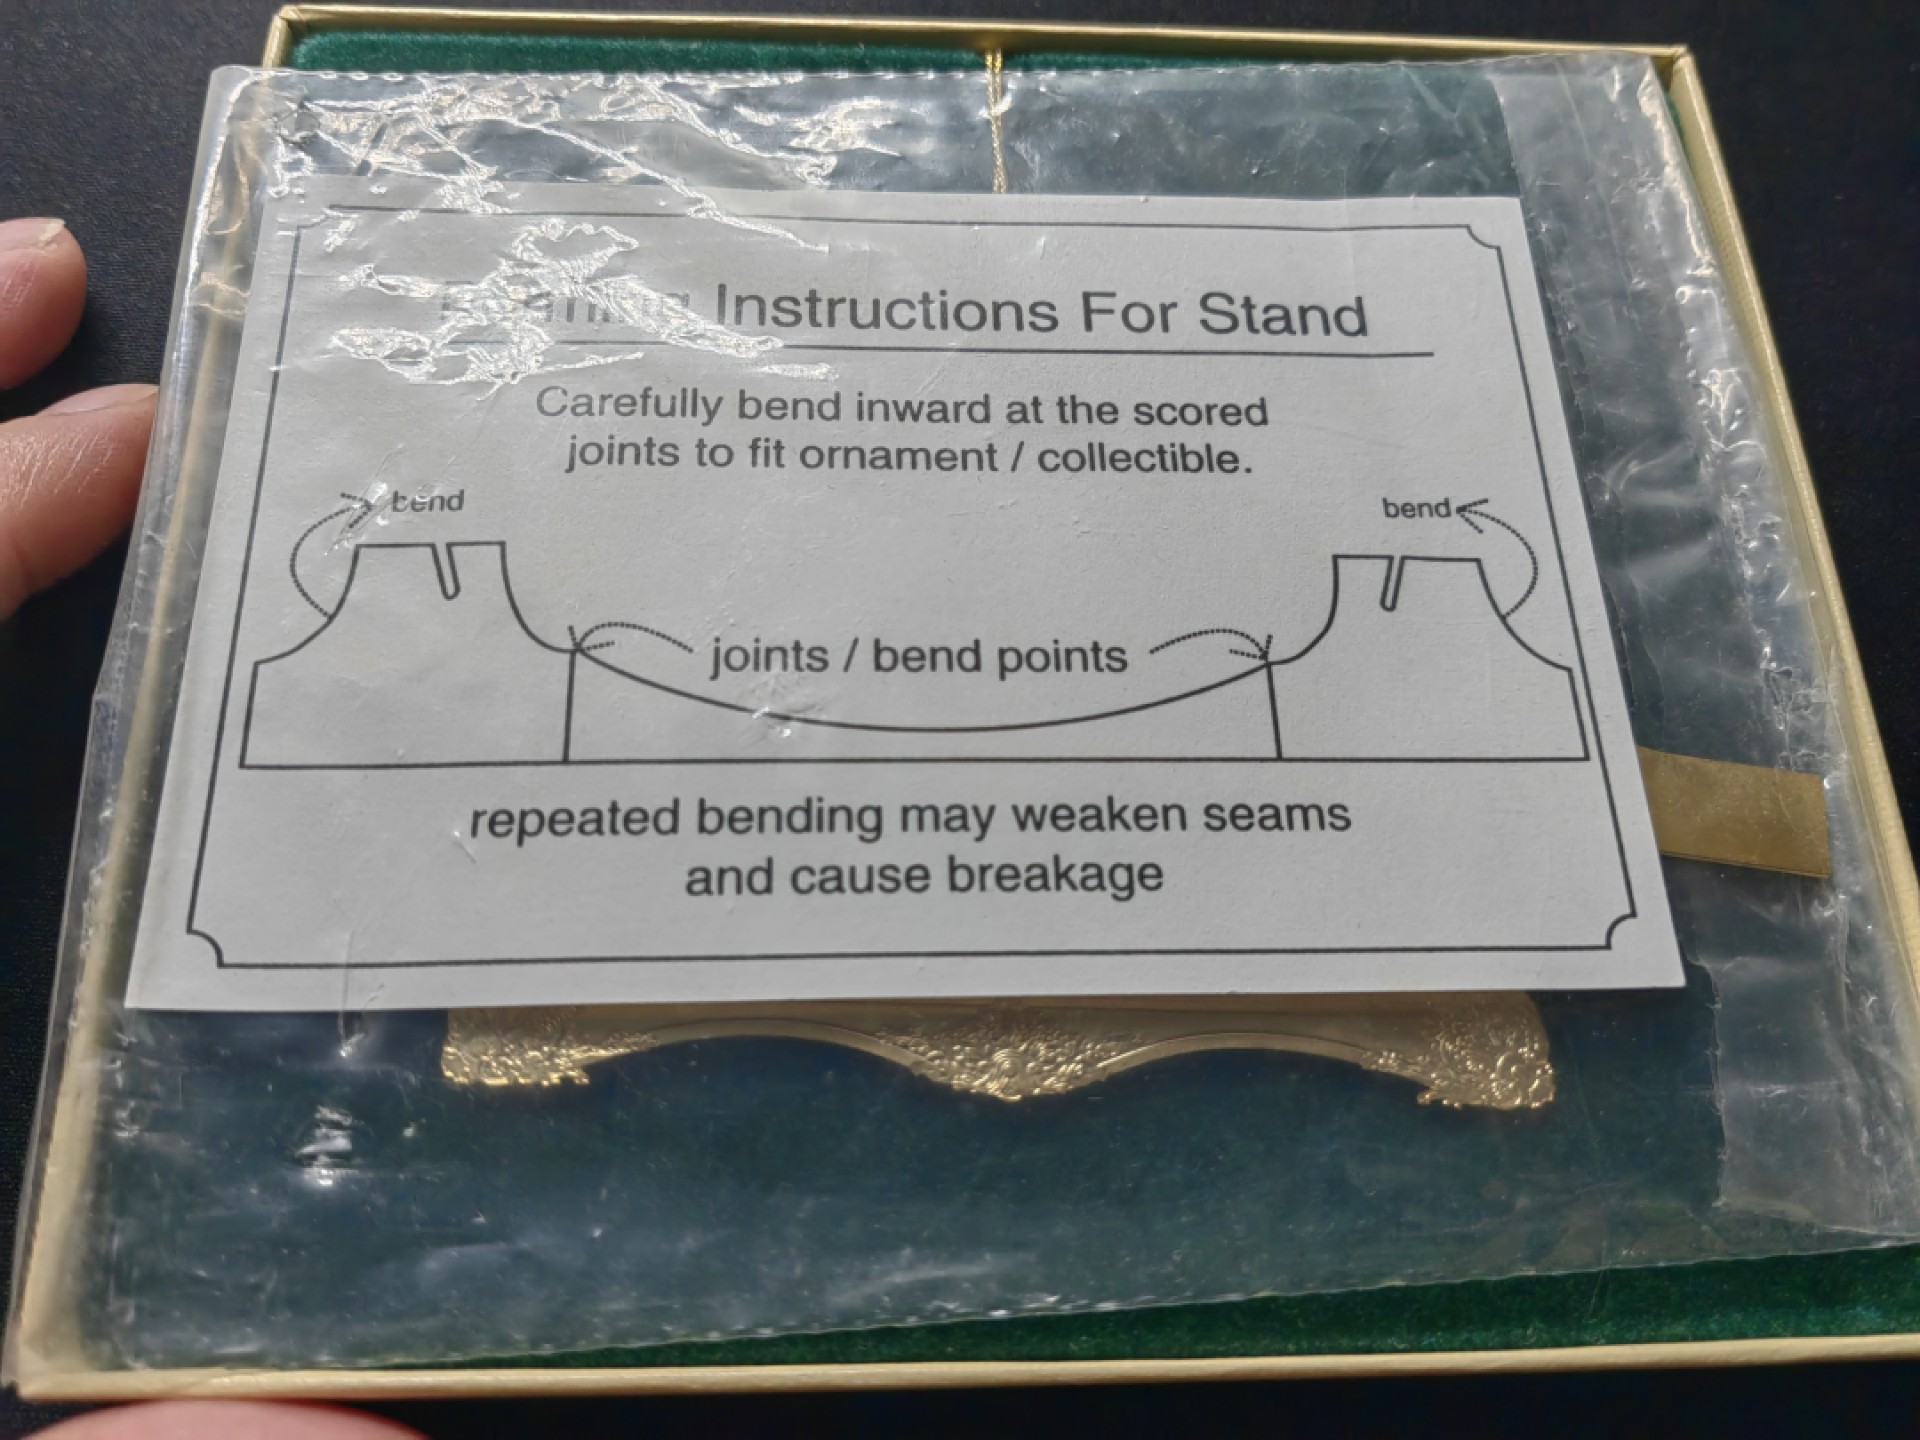 Instructions For Stand
Carefully bend inward at the scored
joints to fit ornament / collectible.
bend
bend
joints / bend points
repeated bending may weaken seams
and cause breakage